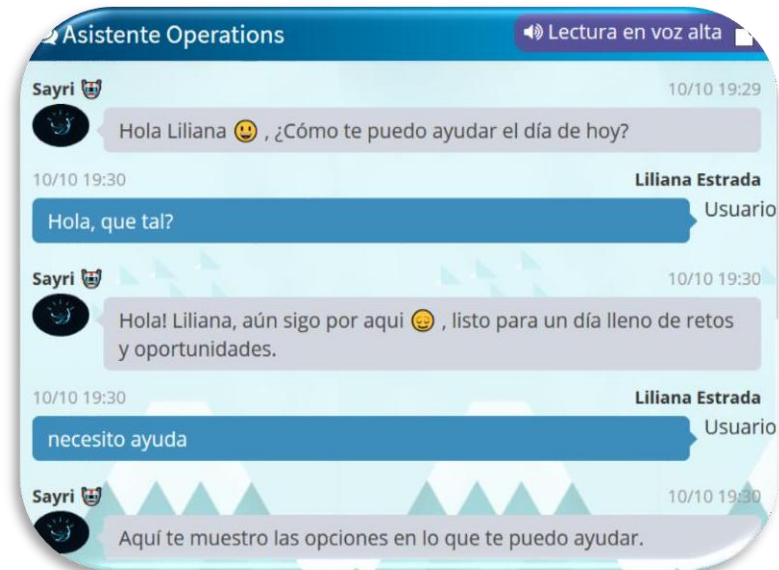 Asistente Operations
Lectura en voz alta
Sayri
10/10 19:29
Hola Liliana 😃 , ¿Cómo te puedo ayudar el día de hoy?
10/10 19:30
Liliana Estrada
Hola, que tal?
Usuario
Sayri
10/10 19:30
Hola! Liliana, aún sigo por aqui 😌 , listo para un día lleno de retos
y oportunidades.
10/10 19:30
Liliana Estrada
necesito ayuda
Usuario
Sayri
10/10 19:30
Aquí te muestro las opciones en lo que te puedo ayudar.